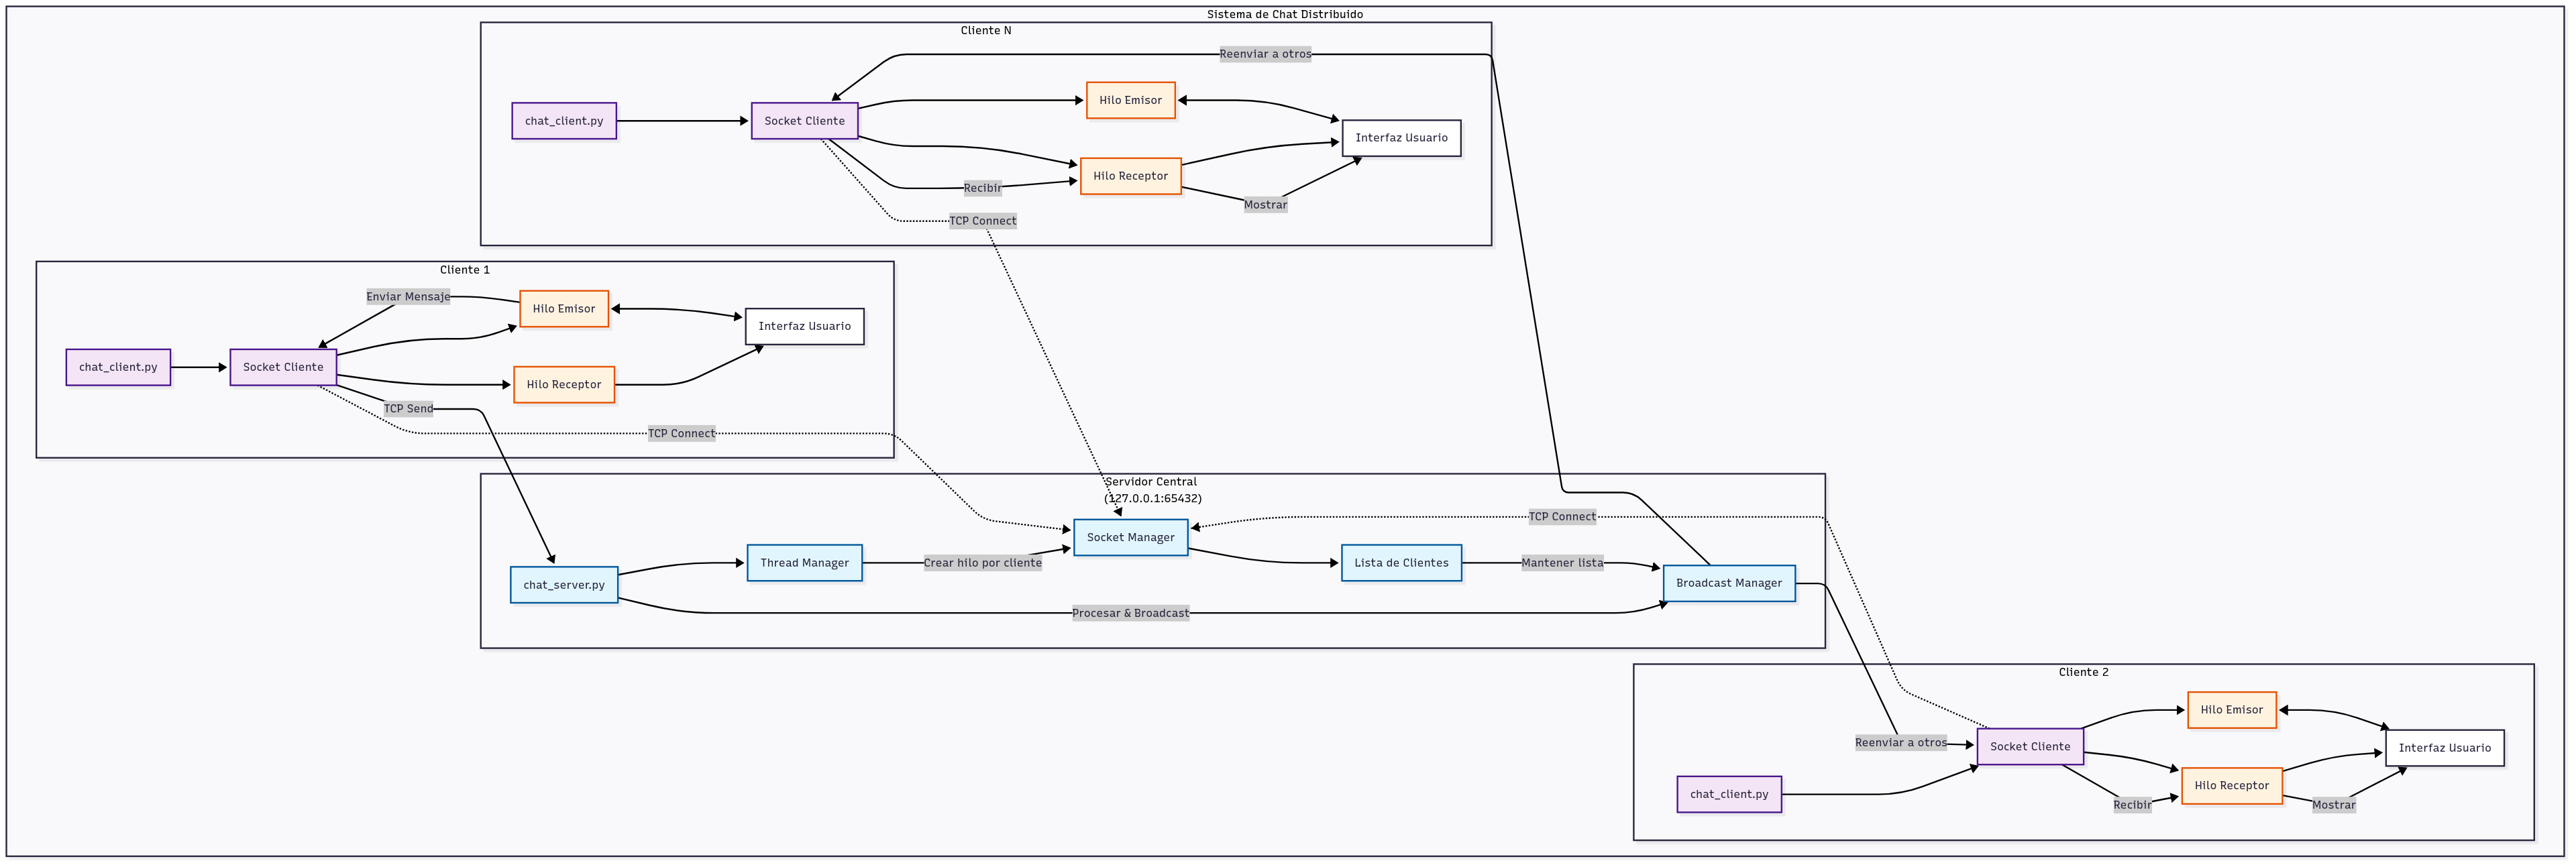 Sistema de Chat Distribuido
Cliente N
Reenviar a otros
chat_client.py
Socket Cliente
Hilo Emisor
Interfaz Usuario
Hilo Receptor
Recibir
Mostrar
TCP Connect
Cliente 1
Enviar Mensaje
Hilo Emisor
Interfaz Usuario
chat_client.py
Socket Cliente
Hilo Receptor
TCP Send
TCP Connect
Servidor Central
(127.0.0.1:65432)
TCP Connect
Socket Manager
Thread Manager
Crear hilo por cliente
Lista de Clientes
Mantener lista
chat_server.py
Broadcast Manager
Procesar & Broadcast
Cliente 2
Hilo Emisor
Reenviar a otros
Socket Cliente
Interfaz Usuario
chat_client.py
Hilo Receptor
Recibir
Mostrar